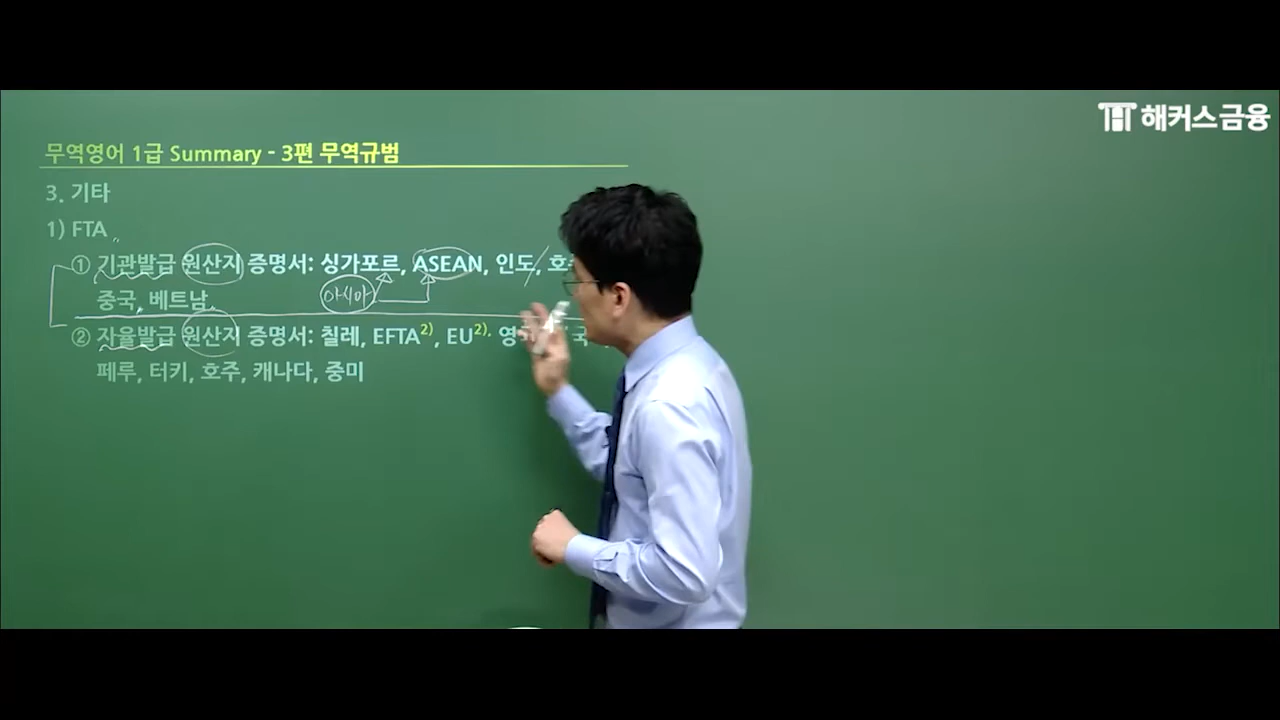 해커스금융
무역영어 1급 Summary - 3편 무역규범
3. 기타
1) FTA
① 기관발급 원산지 증명서: 싱가포르, ASEAN, 인도,
중국, 베트남
아시아
② 자율발급 원산지 증명서: 칠레, EFTA2), EU2),
페루, 터키, 호주, 캐나다, 중미